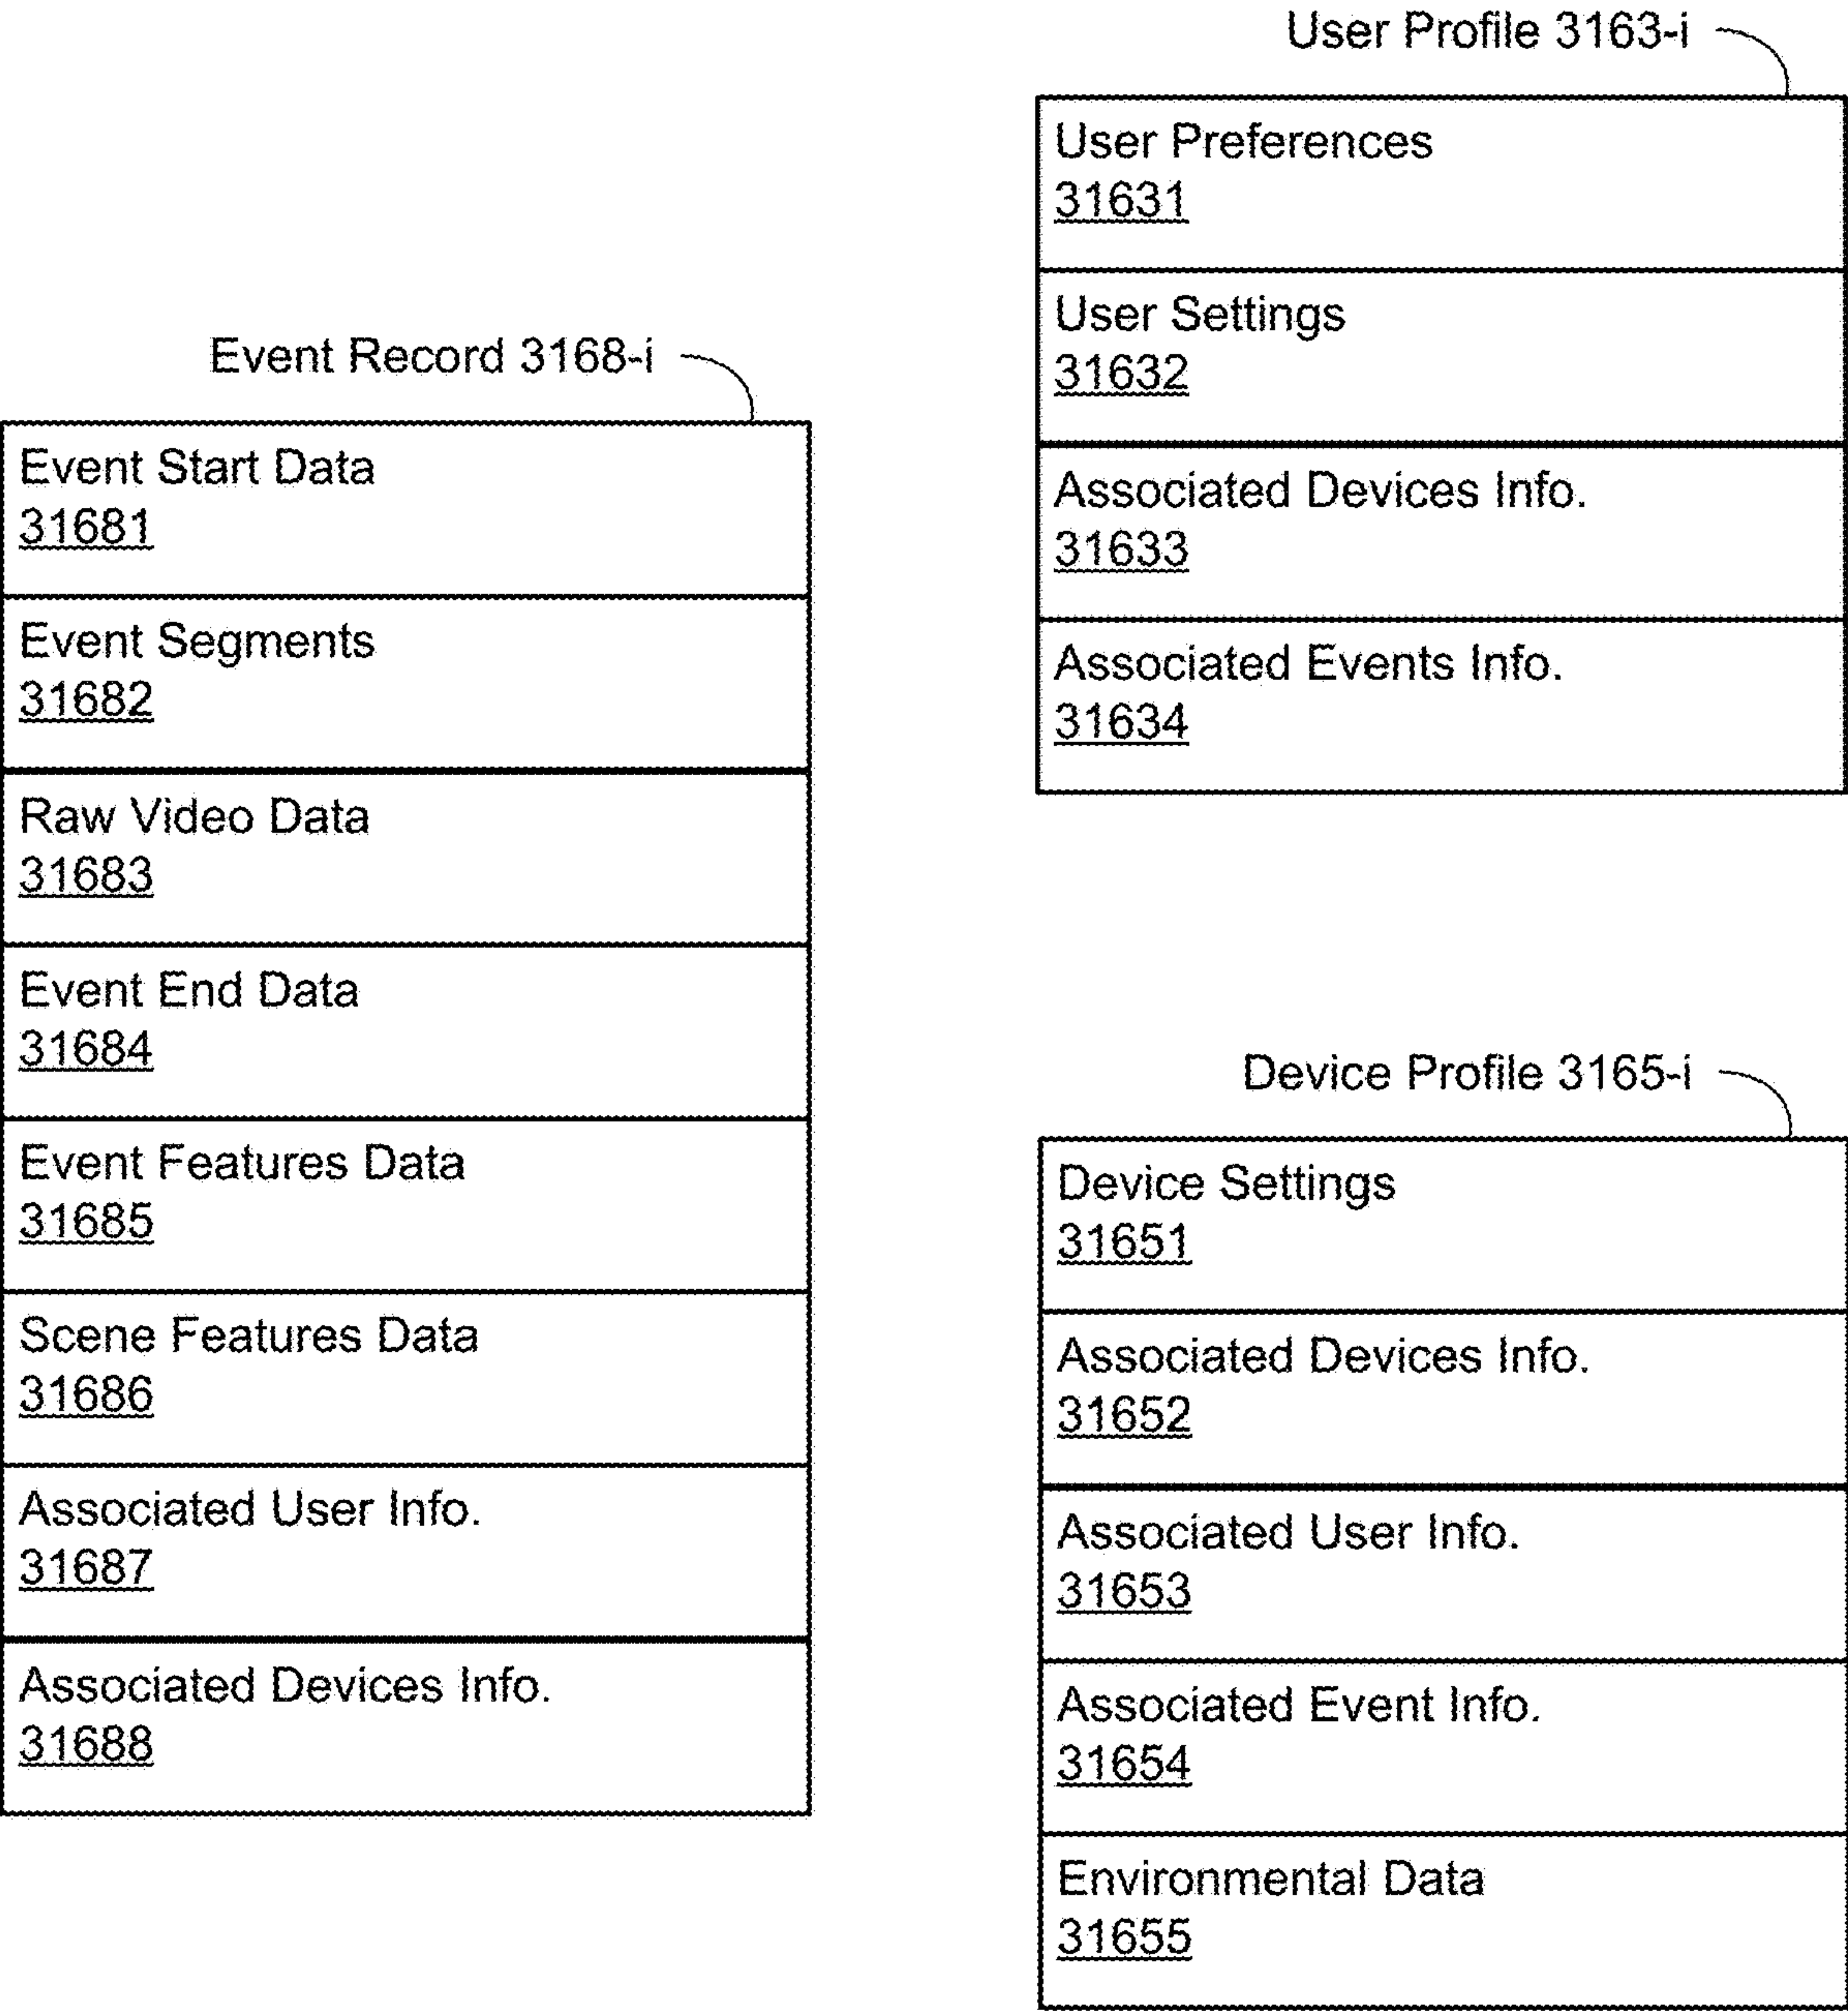 Event Record 3168-i
Event Start Data
31681
Event Segments
31682
Raw Video Data
31683
Event End Data
31684
Event Features Data
31685
Scene Features Data
31686
Associated User Info.
31687
Associated Devices Info.
31688
User Profile 3163-i
User Preferences
31631
User Settings
31632
Associated Devices Info.
31633
Associated Events Info.
31634
Device Profile 3165-i
Device Settings
31651
Associated Devices Info.
31652
Associated User Info.
31653
Associated Event Info.
31654
Environmental Data
31655